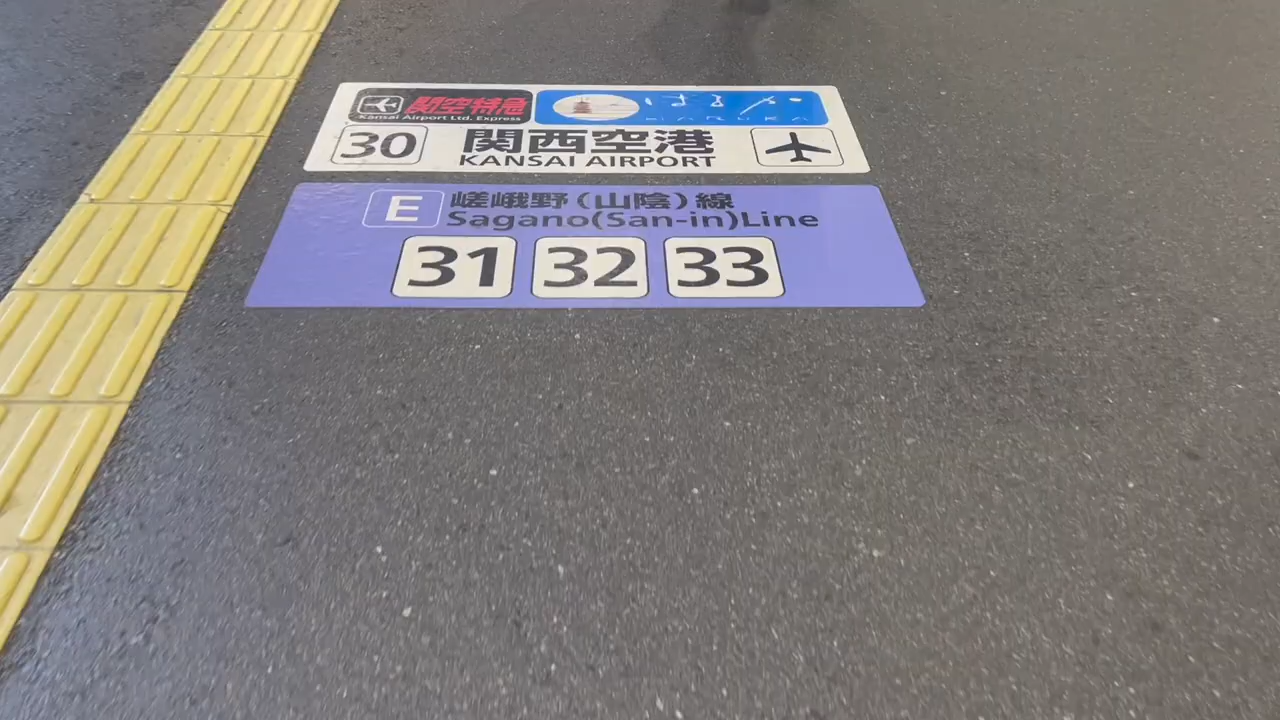 関空特急 はるか
Kansai Airport Ltd. Express HARUKA
30 関西空港
KANSAI AIRPORT
E 嵯峨野(山陰)線
Sagano(San-in)Line
31 32 33